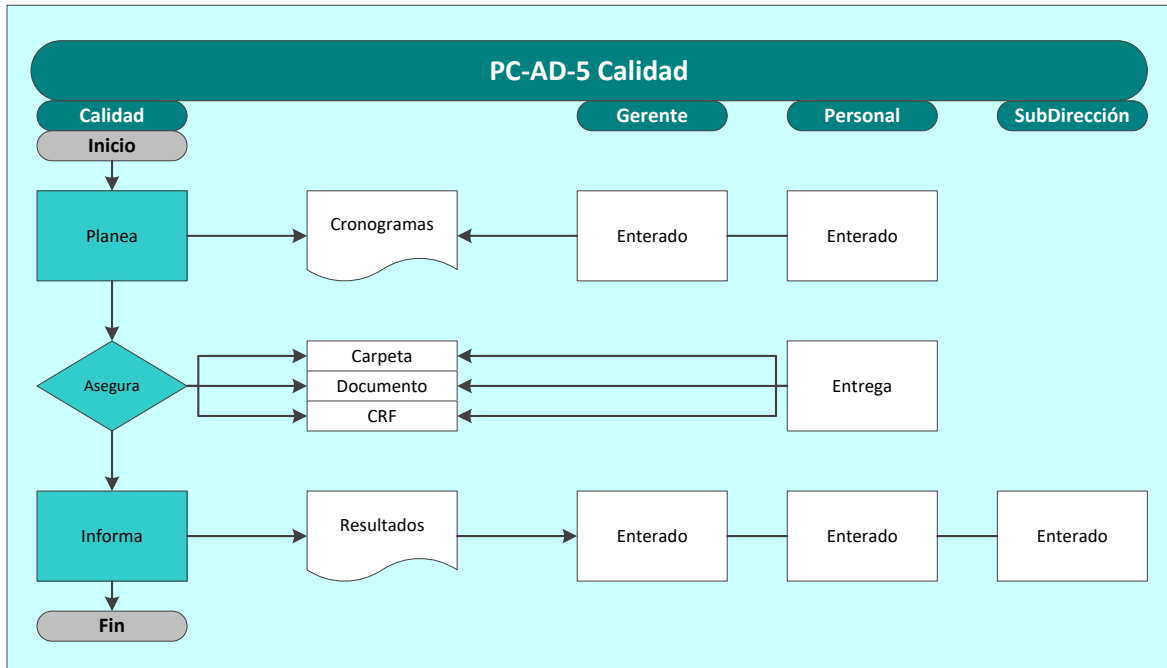 PC-AD-5 Calidad
Calidad
Gerente
Personal
SubDirección
Inicio
Planea
Cronogramas
Enterado
Enterado
Asegura
Carpeta
Documento
CRF
Entrega
Informa
Resultados
Enterado
Enterado
Enterado
Fin